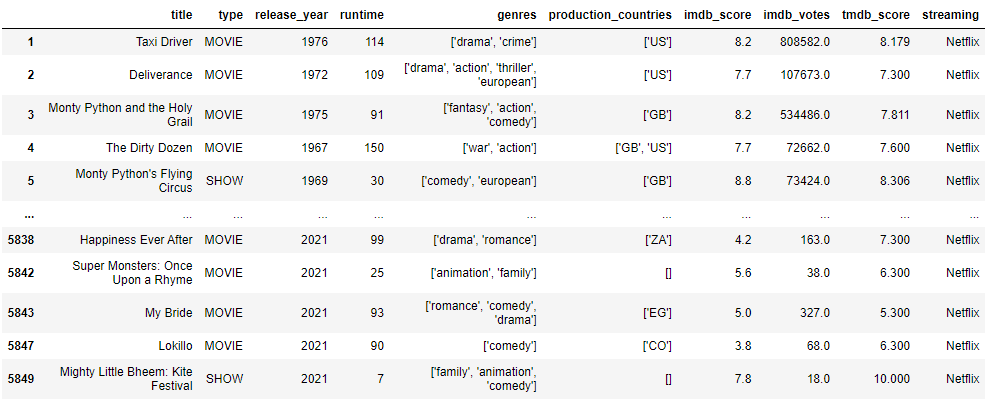 title type release_year runtime genres production_countries imdb_score imdb_votes tmdb_score streaming
1 Taxi Driver MOVIE 1976 114 ['drama', 'crime'] ['US'] 8.2 808582.0 8.179 Netflix
2 Deliverance MOVIE 1972 109 ['drama', 'action', 'thriller', 'european'] ['US'] 7.7 107673.0 7.300 Netflix
3 Monty Python and the Holy Grail MOVIE 1975 91 ['fantasy', 'action', 'comedy'] ['GB'] 8.2 534486.0 7.811 Netflix
4 The Dirty Dozen MOVIE 1967 150 ['war', 'action'] ['GB', 'US'] 7.7 72662.0 7.600 Netflix
5 Monty Python's Flying Circus SHOW 1969 30 ['comedy', 'european'] ['GB'] 8.8 73424.0 8.306 Netflix
... ... ... ... ... ... ... ... ... ... ...
5838 Happiness Ever After MOVIE 2021 99 ['drama', 'romance'] ['ZA'] 4.2 163.0 7.300 Netflix
5842 Super Monsters: Once Upon a Rhyme MOVIE 2021 25 ['animation', 'family'] [] 5.6 38.0 6.300 Netflix
5843 My Bride MOVIE 2021 93 ['romance', 'comedy', 'drama'] ['EG'] 5.0 327.0 5.300 Netflix
5847 Lokillo MOVIE 2021 90 ['comedy'] ['CO'] 3.8 68.0 6.300 Netflix
5849 Mighty Little Bheem: Kite Festival SHOW 2021 7 ['family', 'animation', 'comedy'] [] 7.8 18.0 10.000 Netflix